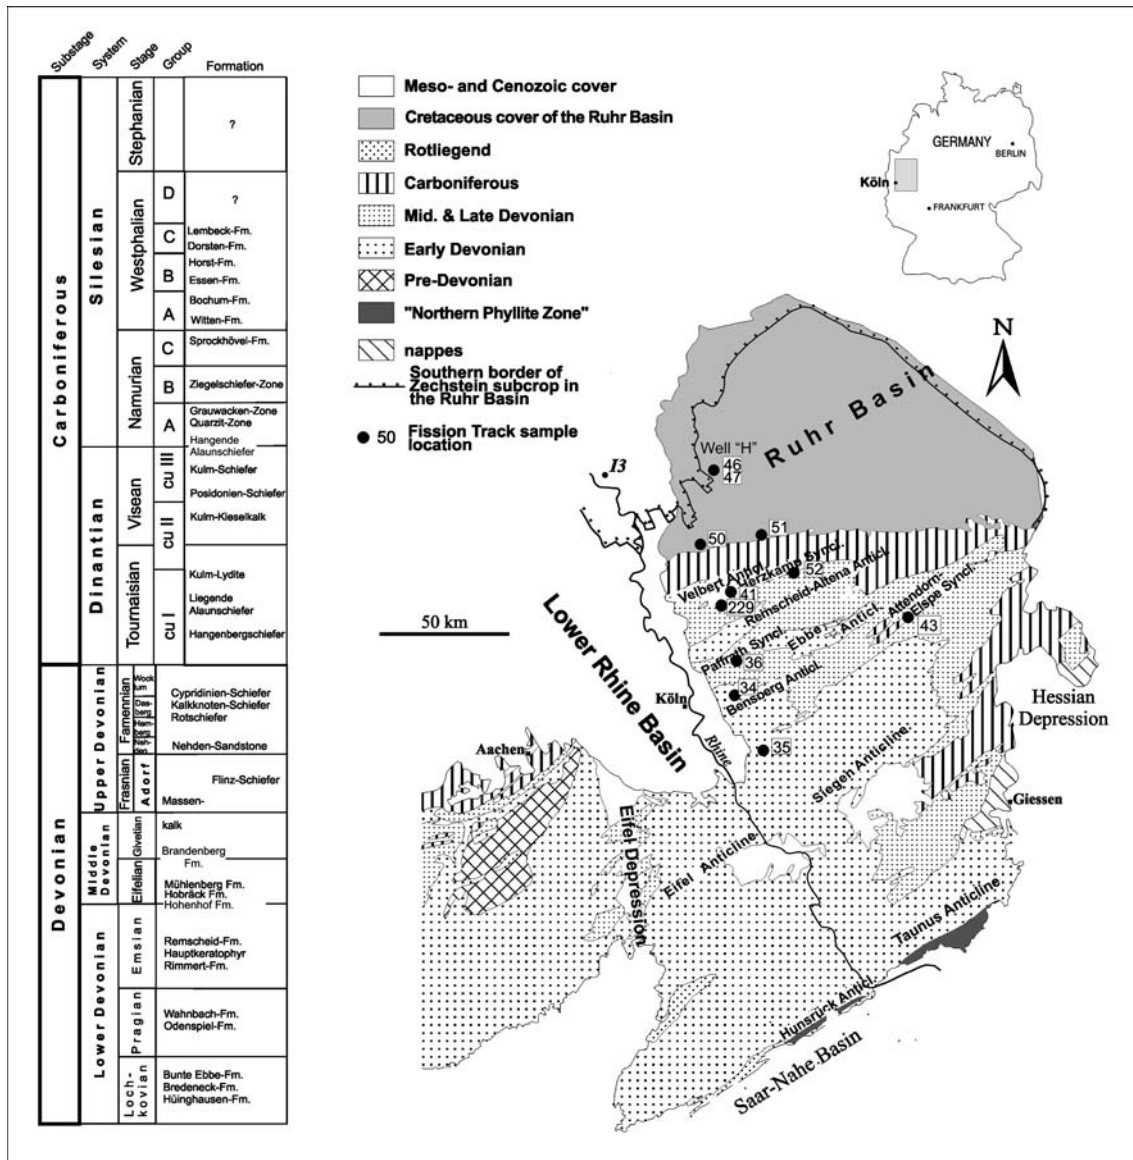 Substage
System
Stage
Group
Formation
Carboniferous
Silesian
Stephanian
?
Westphalian
D
?
C
Lembeck-Fm.
Dorsten-Fm.
B
Horst-Fm.
Essen-Fm.
A
Bochum-Fm.
Witten-Fm.
Namurian
C
Sprockhövel-Fm.
B
Ziegelschiefer-Zone
A
Grauwacken-Zone
Quarzit-Zone
Hangende
Alaunschiefer
Dinantian
Visean
cu III
Kulm-Schiefer
Posidonien-Schiefer
cu II
Kulm-Kieselkalk
Tournaisian
cu I
Kulm-Lydite
Liegende
Alaunschiefer
Hangenbergschiefer
Devonian
Upper Devonian
Famennian
Wock
lum
Das-
berg
Hem-
berg
Neh-
den
Cypridinien-Schiefer
Kalkknoten-Schiefer
Rotschiefer
Nehden-Sandstone
Frasnian
Adorf
Flinz-Schiefer
Massen-
Middle
Devonian
Givetian
kalk
Brandenberg
Fm.
Eifelian
Mühlenberg Fm.
Hobräck Fm.
Hohenhof Fm.
Lower Devonian
Emsian
Remscheid-Fm.
Hauptkeratophyr
Rimmert-Fm.
Pragian
Wahnbach-Fm.
Odenspiel-Fm.
Loch-
kovian
Bunte Ebbe-Fm.
Bredeneck-Fm.
Hüinghausen-Fm.
Meso- and Cenozoic cover
Cretaceous cover of the Ruhr Basin
Rotliegend
Carboniferous
Mid. & Late Devonian
Early Devonian
Pre-Devonian
"Northern Phyllite Zone"
nappes
Southern border of
Zechstein subcrop in
the Ruhr Basin
50 Fission Track sample
location
GERMANY
BERLIN
Köln
FRANKFURT
N
Ruhr Basin
Well "H"
46
47
I3
50
51
Velbert Anticl.
Herzkamp Syncl.
52
41
Remscheid-Altena Anticl.
229
Attendorn-
Elspe Syncl.
43
50 km
Lower Rhine Basin
Paffrath Syncl.
Ebbe Anticl.
36
34
Bensberg Anticl.
Köln
Hessian
Depression
Rhine
35
Aachen
Siegen Anticline.
Giessen
Eifel Depression
Eifel Anticline
Taunus Anticline
Hunsrück Anticl.
Saar-Nahe Basin